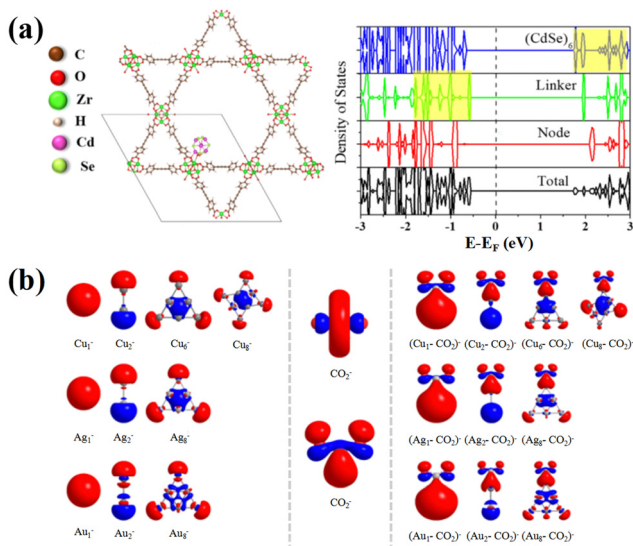 (a)
C
O
Zr
H
Cd
Se
Density of States
(CdSe)6
Linker
Node
Total
-3 -2 -1 0 1 2 3
E-EF (eV)
(b)
Cu1- Cu2- Cu6- Cu8-
Ag1- Ag2- Ag8-
Au1- Au2- Au8-
CO2-
CO2-
(Cu1- CO2)- (Cu2- CO2)- (Cu6- CO2)- (Cu8- CO2)-
(Ag1- CO2)- (Ag2- CO2)- (Ag8- CO2)-
(Au1- CO2)- (Au2- CO2)- (Au8- CO2)-